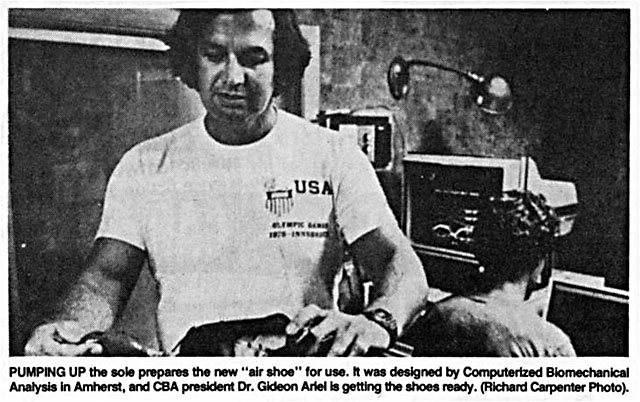 USA
OLYMPIC GAMES
1976-INNSBRUCK
PUMPING UP the sole prepares the new "air shoe" for use. It was designed by Computerized Biomechanical
Analysis in Amherst, and CBA president Dr. Gideon Ariel is getting the shoes ready. (Richard Carpenter Photo).